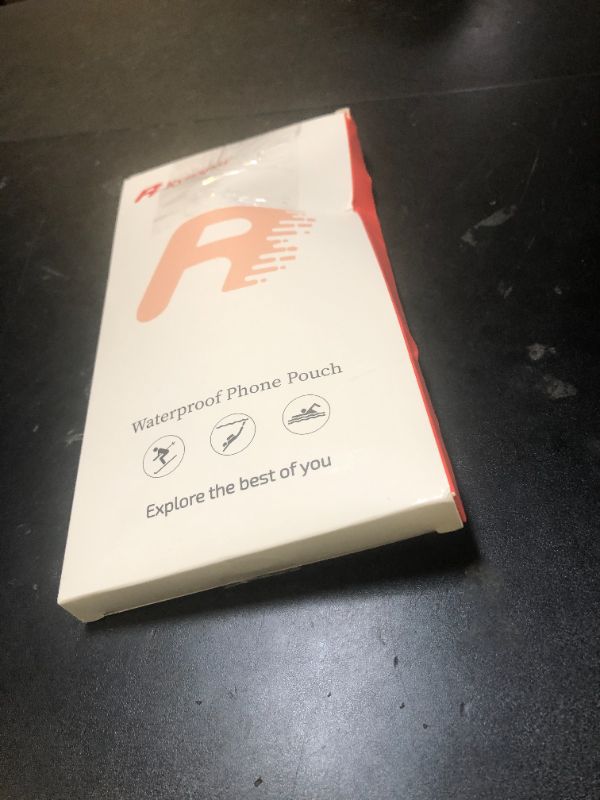 Waterproof Phone Pouch
Explore the best of you